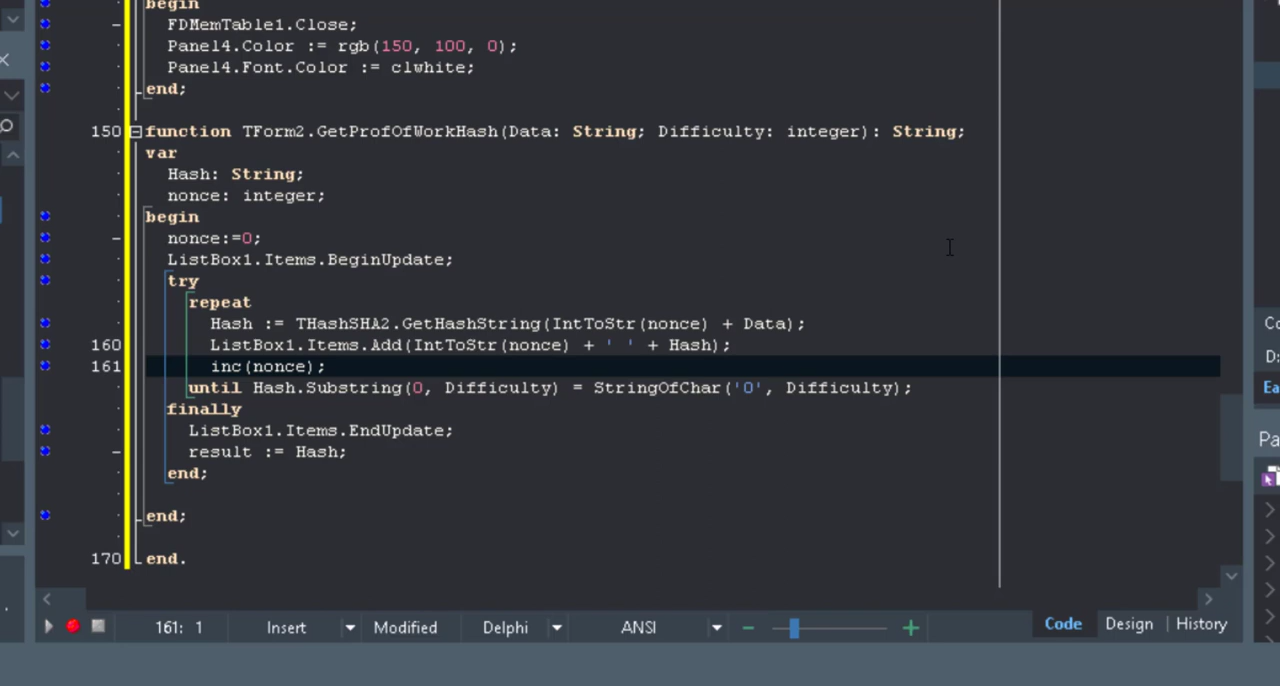 begin
FDMemTable1.Close;
Panel4.Color := rgb(150, 100, 0);
Panel4.Font.Color := clwhite;
end;
150 function TForm2.GetProfOfWorkHash(Data: String; Difficulty: integer): String;
var
Hash: String;
nonce: integer;
begin
nonce:=0;
ListBox1.Items.BeginUpdate;
try
repeat
Hash := THashSHA2.GetHashString(IntToStr(nonce) + Data);
160 ListBox1.Items.Add(IntToStr(nonce) + ' ' + Hash);
161 inc(nonce);
until Hash.Substring(0, Difficulty) = StringOfChar('0', Difficulty);
finally
ListBox1.Items.EndUpdate;
result := Hash;
end;
end;
170 end.
161: 1 Insert Modified Delphi ANSI Code Design History
Co
D:
Ea
Pa